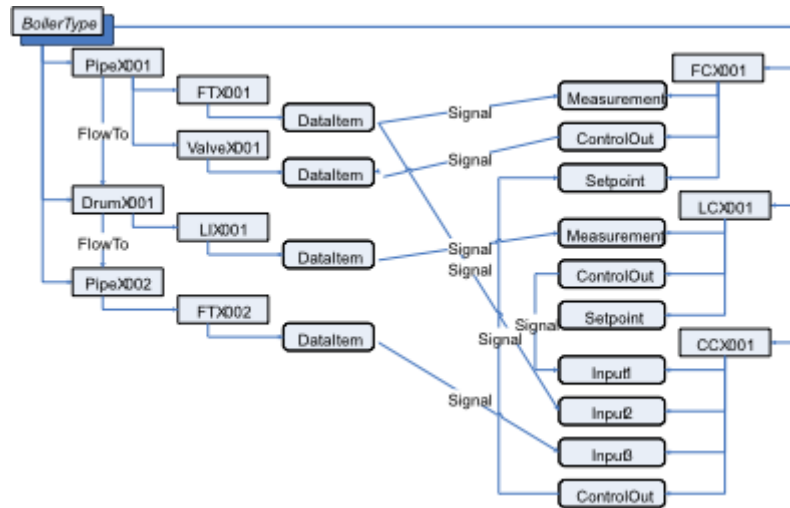 BoilerType
PipeX001
FCX001
FTX001
Measurement
DataItem
Signal
FlowTo
ControlOut
ValveX001
Signal
DataItem
Setpoint
DrumX001
LCX001
LIX001
Measurement
FlowTo
Signal
DataItem
Signal
ControlOut
PipeX002
FTX002
Setpoint
Signal
DataItem
Signal
CCX001
Input1
Signal
Input2
Input3
ControlOut